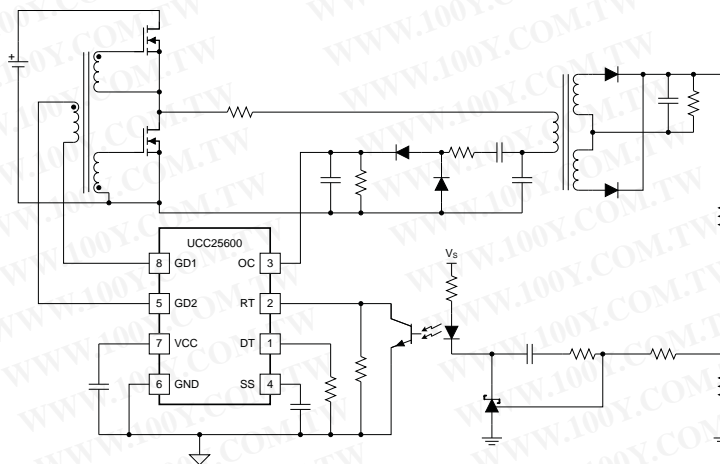 WWW.100Y.COM.TW
+
UCC25600
8 GD1 OC 3
5 GD2 RT 2
7 VCC DT 1
6 GND SS 4
VS